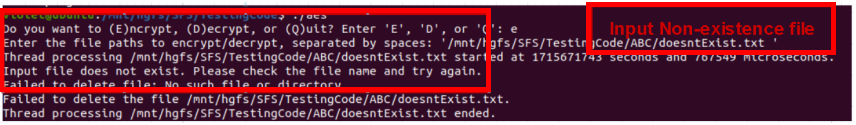 violet@ubuntu:/mnt/hgfs/SFS/TestingCode$ ./aes
Do you want to (E)ncrypt, (D)ecrypt, or (Q)uit? Enter 'E', 'D', or 'Q': e
Input Non-existence file
Enter the file paths to encrypt/decrypt, separated by spaces: '/mnt/hgfs/SFS/TestingCode/ABC/doesntExist.txt '
Thread processing /mnt/hgfs/SFS/TestingCode/ABC/doesntExist.txt started at 1715671743 seconds and 767549 microseconds.
Input file does not exist. Please check the file name and try again.
Failed to delete file: No such file or directory
Failed to delete the file /mnt/hgfs/SFS/TestingCode/ABC/doesntExist.txt.
Thread processing /mnt/hgfs/SFS/TestingCode/ABC/doesntExist.txt ended.